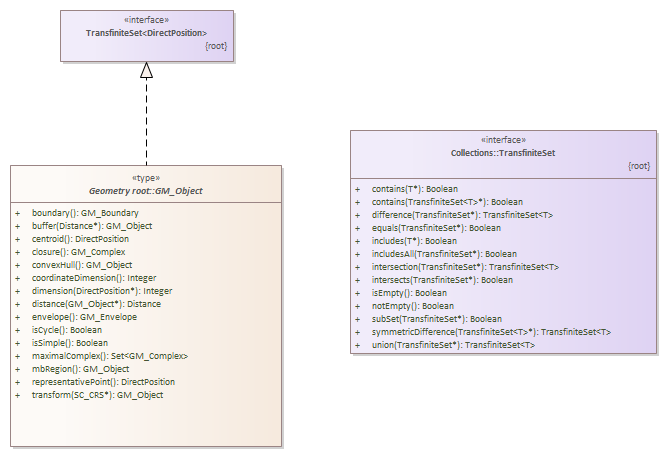 «interface»
TransfiniteSet<DirectPosition>
{root}
«type»
Geometry root::GM_Object
+ boundary(): GM_Boundary
+ buffer(Distance*): GM_Object
+ centroid(): DirectPosition
+ closure(): GM_Complex
+ convexHull(): GM_Object
+ coordinateDimension(): Integer
+ dimension(DirectPosition*): Integer
+ distance(GM_Object*): Distance
+ envelope(): GM_Envelope
+ isCycle(): Boolean
+ isSimple(): Boolean
+ maximalComplex(): Set<GM_Complex>
+ mbRegion(): GM_Object
+ representativePoint(): DirectPosition
+ transform(SC_CRS*): GM_Object
«interface»
Collections::TransfiniteSet
{root}
+ contains(T*): Boolean
+ contains(TransfiniteSet<T>*): Boolean
+ difference(TransfiniteSet*): TransfiniteSet<T>
+ equals(TransfiniteSet*): Boolean
+ includes(T*): Boolean
+ includesAll(TransfiniteSet*): Boolean
+ intersection(TransfiniteSet*): TransfiniteSet<T>
+ intersects(TransfiniteSet*): Boolean
+ isEmpty(): Boolean
+ notEmpty(): Boolean
+ subSet(TransfiniteSet*): Boolean
+ symmetricDifference(TransfiniteSet<T>*): TransfiniteSet<T>
+ union(TransfiniteSet*): TransfiniteSet<T>